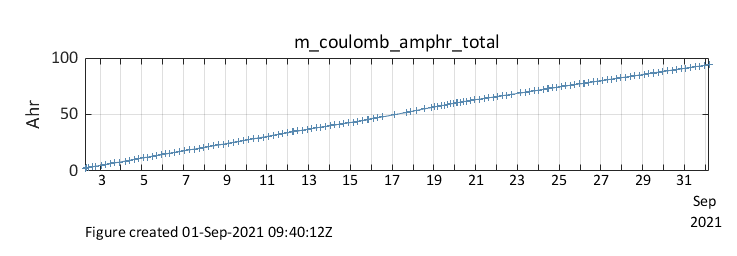 m_coulomb_amphr_total
Ahr
100
50
0
3 5 7 9 11 13 15 17 19 21 23 25 27 29 31
Sep
2021
Figure created 01-Sep-2021 09:40:12Z